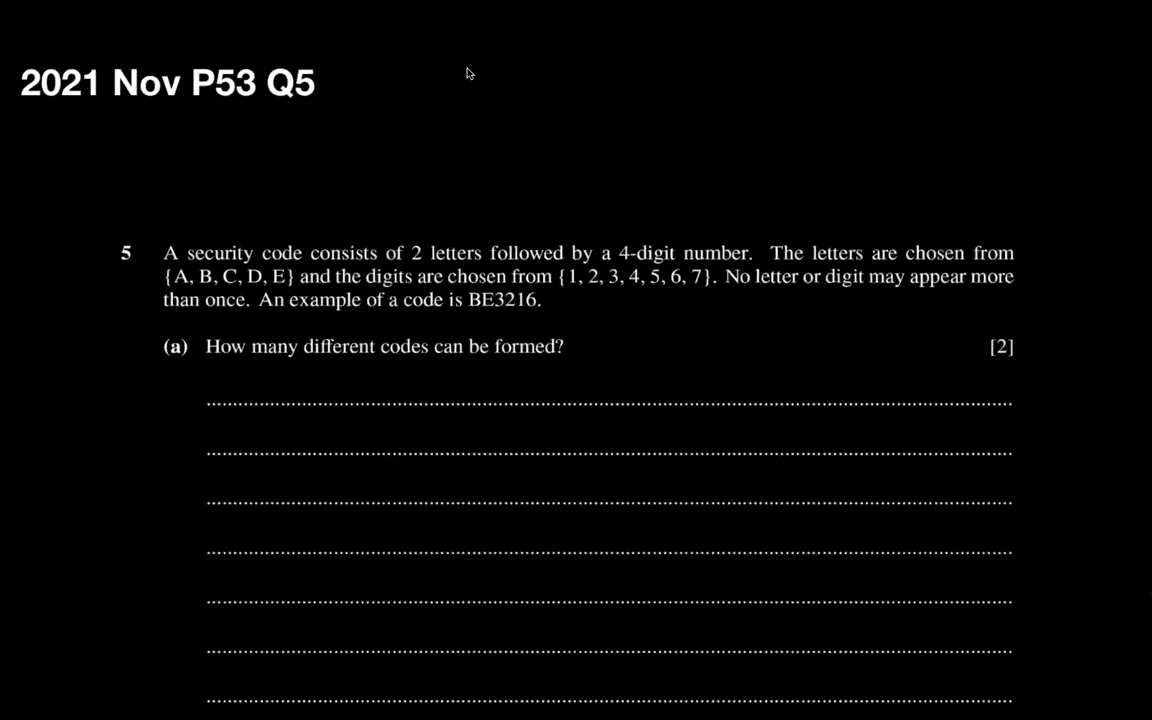 2021 Nov P53 Q5
5 A security code consists of 2 letters followed by a 4-digit number. The letters are chosen from
{A, B, C, D, E} and the digits are chosen from {1, 2, 3, 4, 5, 6, 7}. No letter or digit may appear more
than once. An example of a code is BE3216.
(a) How many different codes can be formed? [2]